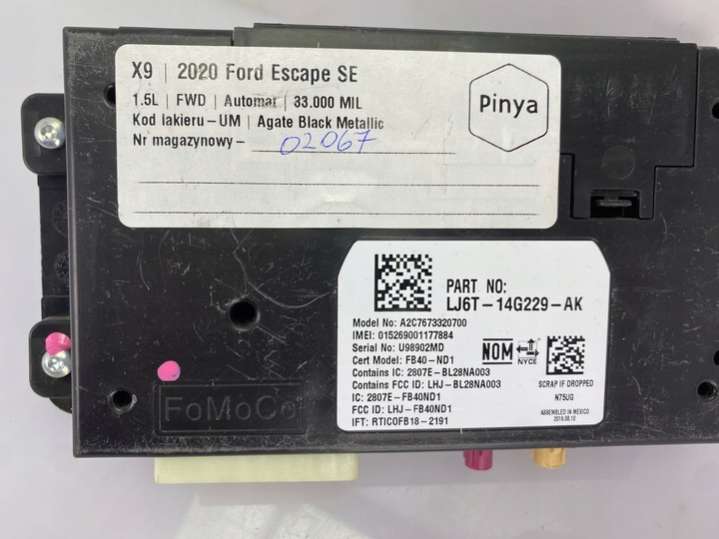 X9 | 2020 Ford Escape SE
1.5L | FWD | Automat | 33.000 MIL
Kod lakieru - UM | Agate Black Metallic
Nr magazynowy - 02067
Pinya
PART NO:
LJ6T-14G229-AK
Model No: A2C7673320700
IMEI: 015269001177884
Serial No: U98902MD
Cert Model: FB40-ND1
Contains IC: 2807E-BL28NA003
Contains FCC ID: LHJ-BL28NA003
IC: 2807E-FB40ND1
FCC ID: LHJ-FB40ND1
IFT: RTICOFB18-2191
NOM
NYCE
SCRAP IF DROPPED
N75UG
ASSEMBLED IN MEXICO
2019.08.12
FoMoCo